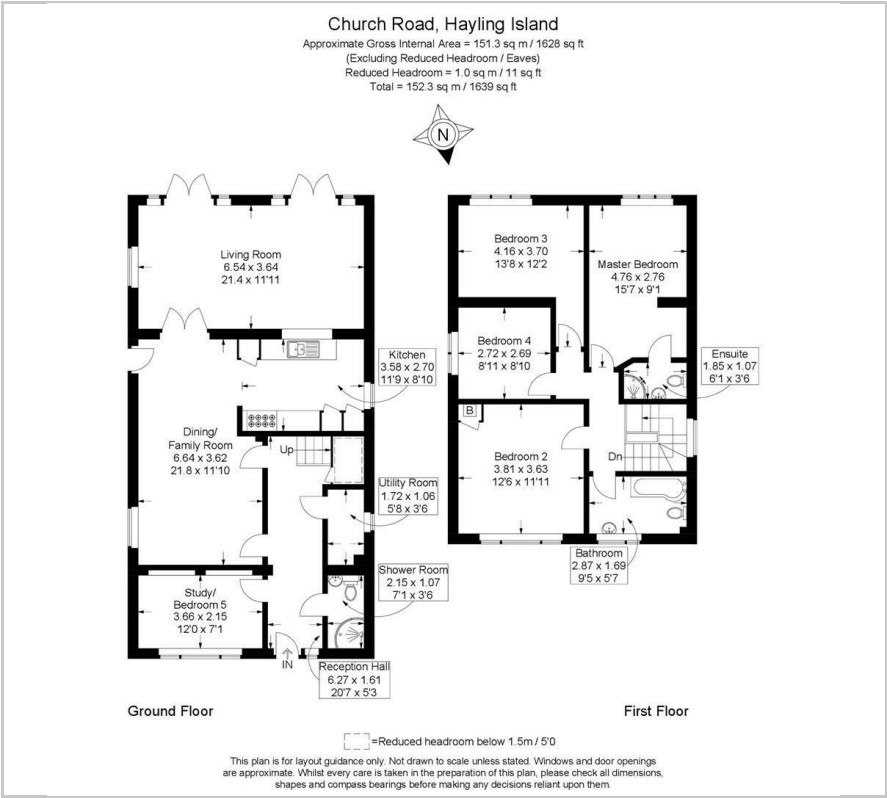 Church Road, Hayling Island
Approximate Gross Internal Area = 151.3 sq m / 1628 sq ft
(Excluding Reduced Headroom / Eaves)
Reduced Headroom = 1.0 sq m / 11 sq ft
Total = 152.3 sq m / 1639 sq ft
N
Living Room
6.54 x 3.64
21.4 x 11'11
Kitchen
3.58 x 2.70
11'9 x 8'10
Dining/
Family Room
6.64 x 3.62
21.8 x 11'10
Up
Utility Room
1.72 x 1.06
5'8 x 3'6
Shower Room
2.15 x 1.07
7'1 x 3'6
Study/
Bedroom 5
3.66 x 2.15
12'0 x 7'1
IN
Reception Hall
6.27 x 1.61
20'7 x 5'3
Ground Floor
Bedroom 3
4.16 x 3.70
13'8 x 12'2
Master Bedroom
4.76 x 2.76
15'7 x 9'1
Bedroom 4
2.72 x 2.69
8'11 x 8'10
Ensuite
1.85 x 1.07
6'1 x 3'6
B
Bedroom 2
3.81 x 3.63
12'6 x 11'11
Dn
Bathroom
2.87 x 1.69
9'5 x 5'7
First Floor
=Reduced headroom below 1.5m / 5'0
This plan is for layout guidance only. Not drawn to scale unless stated. Windows and door openings
are approximate. Whilst every care is taken in the preparation of this plan, please check all dimensions,
shapes and compass bearings before making any decisions reliant upon them.